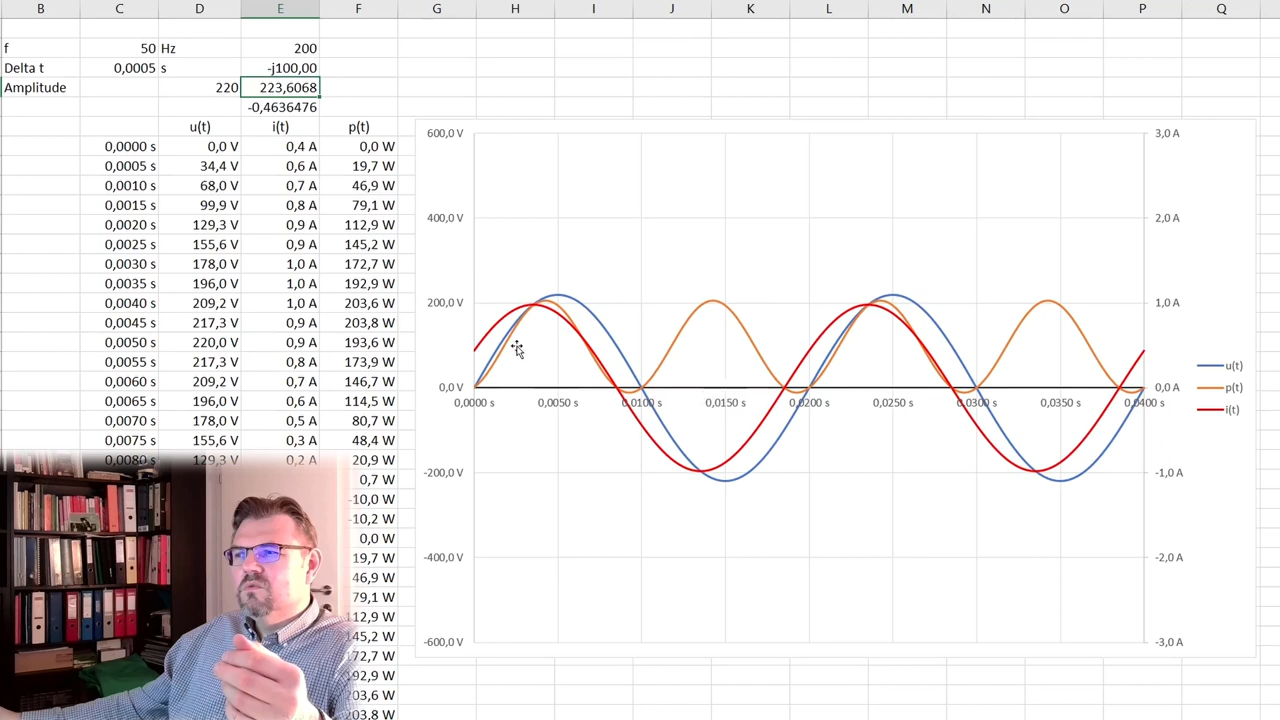 B C D E F G H I J K L M N O P Q
f 50 Hz 200
Delta t 0,0005 s -j100,00
Amplitude 220 223,6068
-0,4636476
u(t) i(t) p(t)
0,0000 s 0,0 V 0,4 A 0,0 W
0,0005 s 34,4 V 0,6 A 19,7 W
0,0010 s 68,0 V 0,7 A 46,9 W
0,0015 s 99,9 V 0,8 A 79,1 W
0,0020 s 129,3 V 0,9 A 112,9 W
0,0025 s 155,6 V 0,9 A 145,2 W
0,0030 s 178,0 V 1,0 A 172,7 W
0,0035 s 196,0 V 1,0 A 192,9 W
0,0040 s 209,2 V 1,0 A 203,6 W
0,0045 s 217,3 V 0,9 A 203,8 W
0,0050 s 220,0 V 0,9 A 193,6 W
0,0055 s 217,3 V 0,8 A 173,9 W
0,0060 s 209,2 V 0,7 A 146,7 W
0,0065 s 196,0 V 0,6 A 114,5 W
0,0070 s 178,0 V 0,5 A 80,7 W
0,0075 s 155,6 V 0,3 A 48,4 W
0,0080 s 129,3 V 0,2 A 20,9 W
0,7 W
-10,0 W
-10,2 W
0,0 W
19,7 W
46,9 W
79,1 W
112,9 W
145,2 W
172,7 W
192,9 W
203,6 W
203,8 W
600,0 V
400,0 V
200,0 V
0,0 V
-200,0 V
-400,0 V
-600,0 V
0,0000 s 0,0050 s 0,0100 s 0,0150 s 0,0200 s 0,0250 s 0,0300 s 0,0350 s 0,0400 s
3,0 A
2,0 A
1,0 A
0,0 A
-1,0 A
-2,0 A
-3,0 A
u(t)
p(t)
i(t)